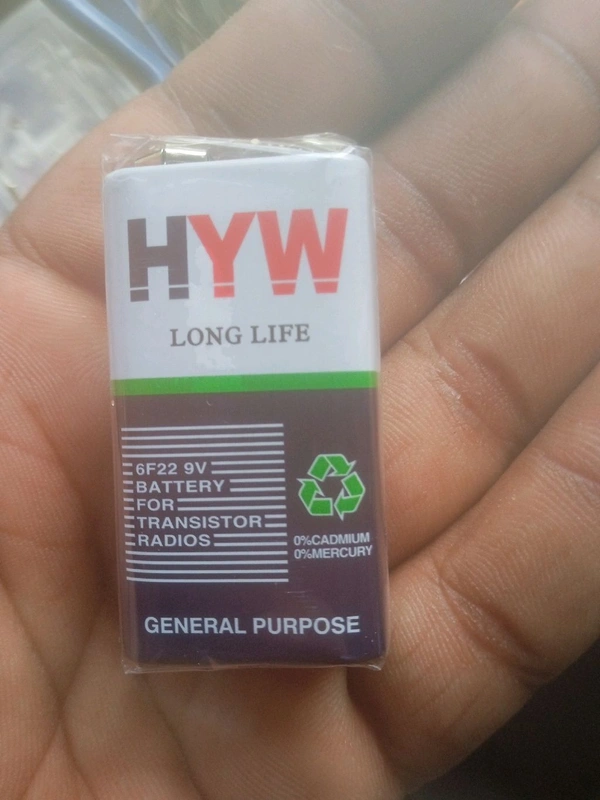 HYW
LONG LIFE
6F22 9V
BATTERY
FOR
TRANSISTOR
RADIOS
0%CADMIUM
0%MERCURY
GENERAL PURPOSE